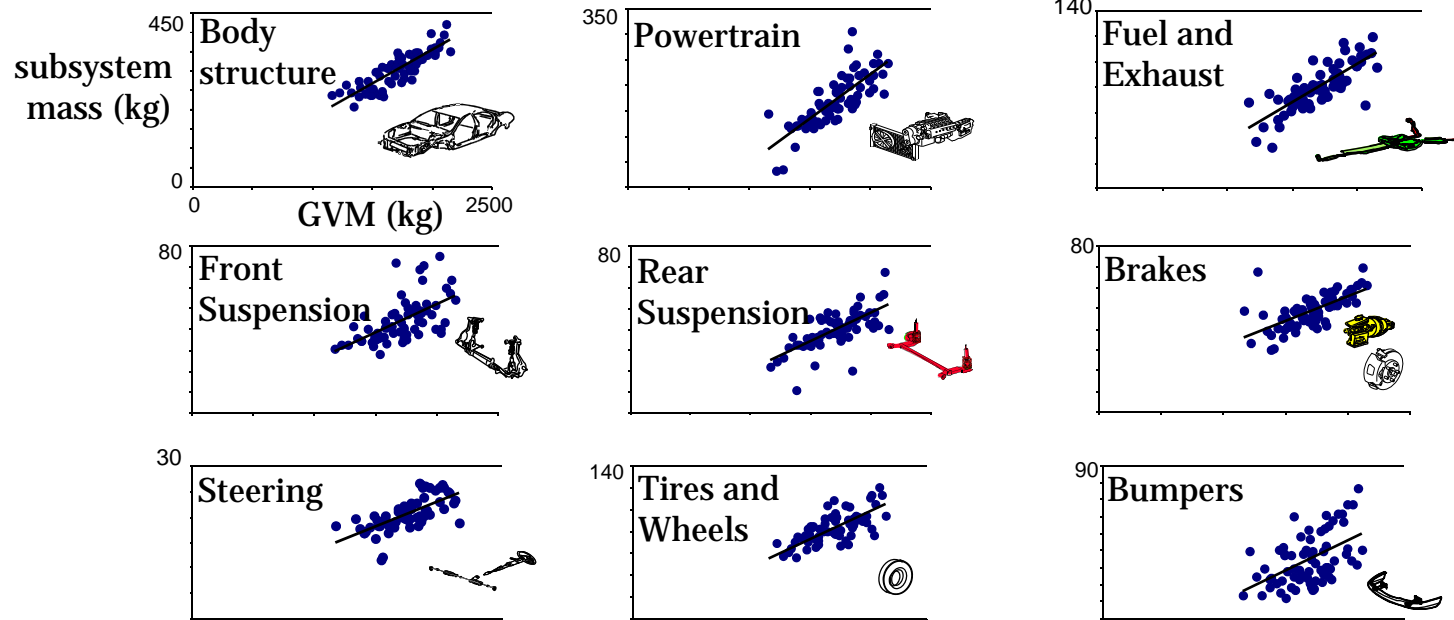 450
Body
structure
subsystem
mass (kg)
0
0
GVM (kg)
2500
350
Powertrain
140
Fuel and
Exhaust
80
Front
Suspension
80
Rear
Suspension
80
Brakes
30
Steering
140
Tires and
Wheels
90
Bumpers